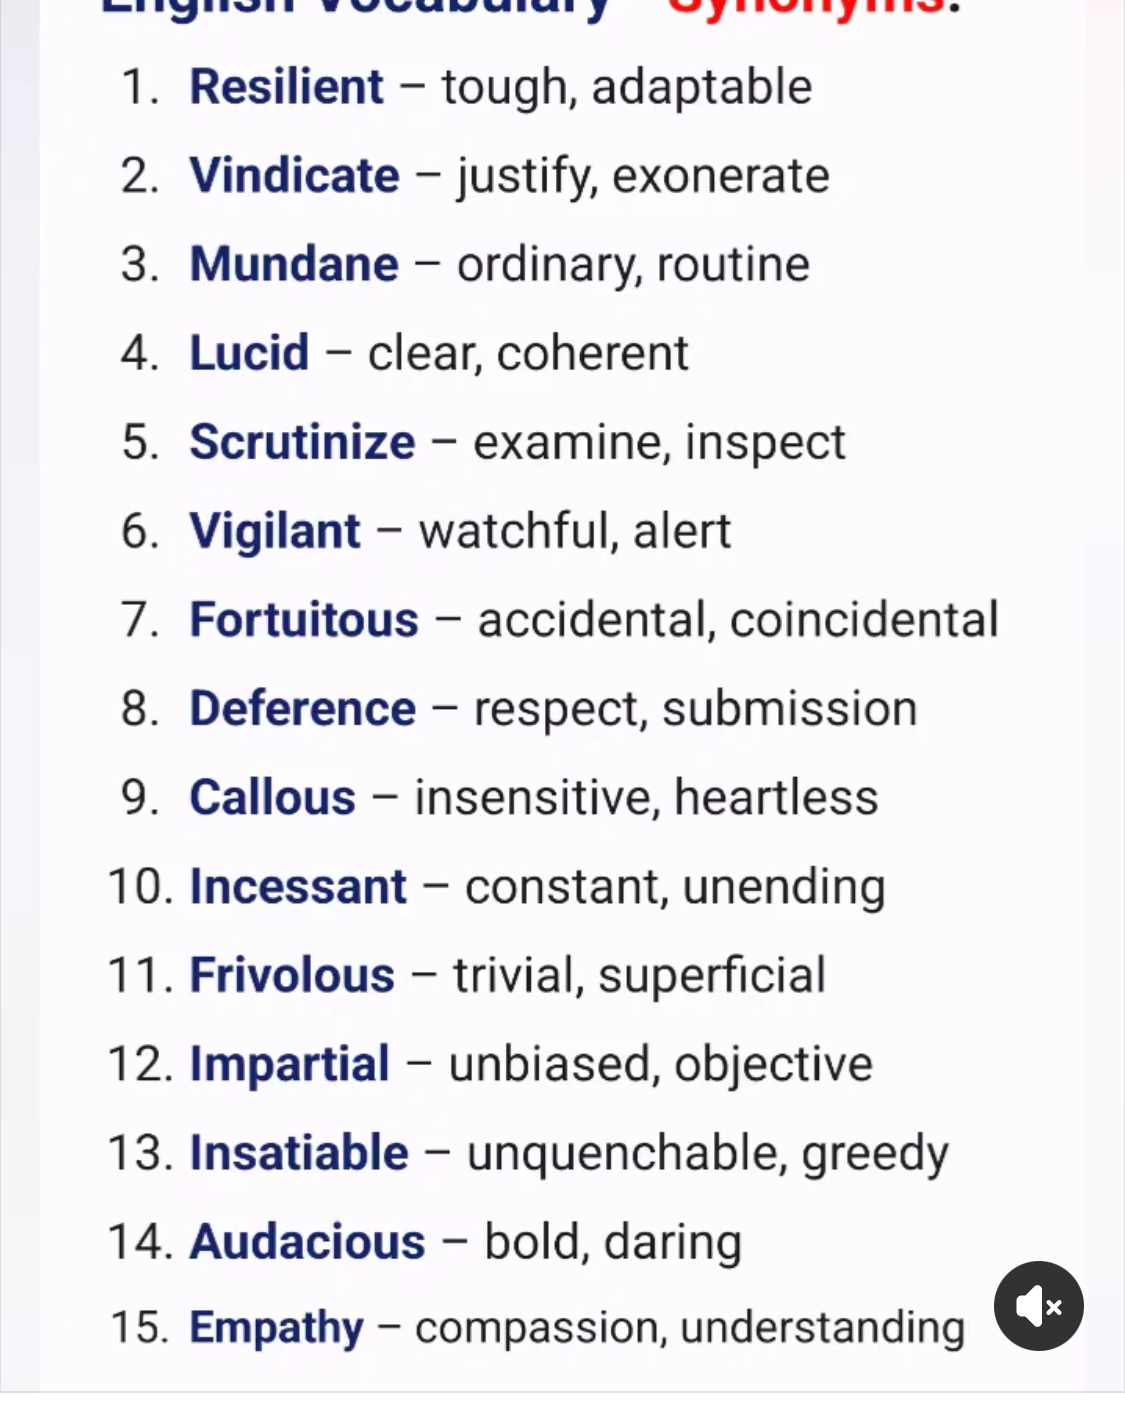 English Vocabulary - Synonyms:
1. Resilient – tough, adaptable
2. Vindicate – justify, exonerate
3. Mundane – ordinary, routine
4. Lucid – clear, coherent
5. Scrutinize – examine, inspect
6. Vigilant – watchful, alert
7. Fortuitous – accidental, coincidental
8. Deference – respect, submission
9. Callous – insensitive, heartless
10. Incessant – constant, unending
11. Frivolous – trivial, superficial
12. Impartial – unbiased, objective
13. Insatiable – unquenchable, greedy
14. Audacious – bold, daring
15. Empathy – compassion, understanding